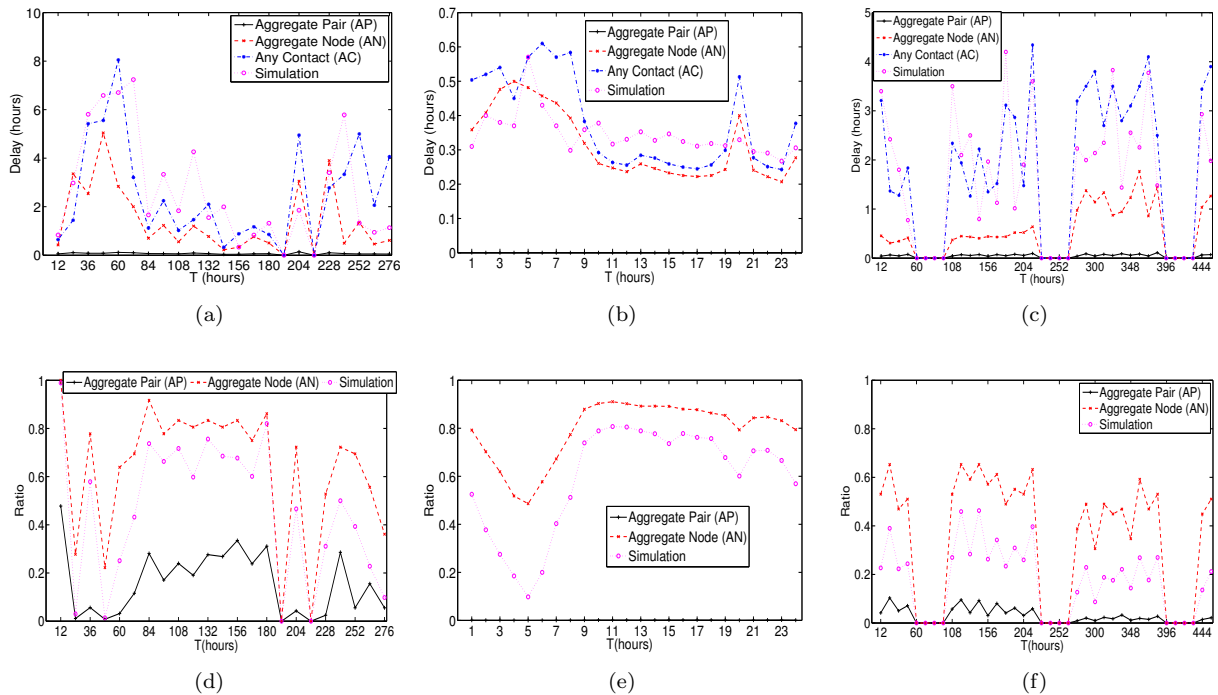 Aggregate Pair (AP)
Aggregate Node (AN)
Any Contact (AC)
Simulation
Delay (hours)
10
8
6
4
2
0
12 36 60 84 108 132 156 180 204 228 252 276
T (hours)
(a)
Aggregate Pair (AP)
Aggregate Node (AN)
Any Contact (AC)
Simulation
Delay (hours)
0.7
0.6
0.5
0.4
0.3
0.2
0.1
0
1 3 5 7 9 11 13 15 17 19 21 23
T (hours)
(b)
Aggregate Pair (AP)
Aggregate Node (AN)
Any Contact (AC)
Simulation
Delay (hours)
5
4
3
2
1
0
12 60 108 156 204 252 300 348 396 444
T (hours)
(c)
Aggregate Pair (AP) Aggregate Node (AN) Simulation
Ratio
1
0.8
0.6
0.4
0.2
0
12 36 60 84 108 132 156 180 204 228 252 276
T(hours)
(d)
Aggregate Pair (AP)
Aggregate Node (AN)
Simulation
Ratio
1
0.8
0.6
0.4
0.2
0
1 3 5 7 9 11 13 15 17 19 21 23
T(hours)
(e)
Aggregate Pair (AP)
Aggregate Node (AN)
Simulation
Ratio
1
0.8
0.6
0.4
0.2
0
12 60 108 156 204 252 300 348 396 444
T(hours)
(f)